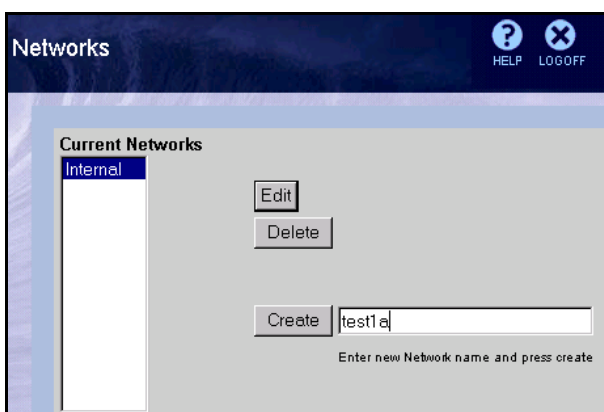 Networks
HELP LOGOFF
Current Networks
Internal
Edit
Delete
Create test1a
Enter new Network name and press create